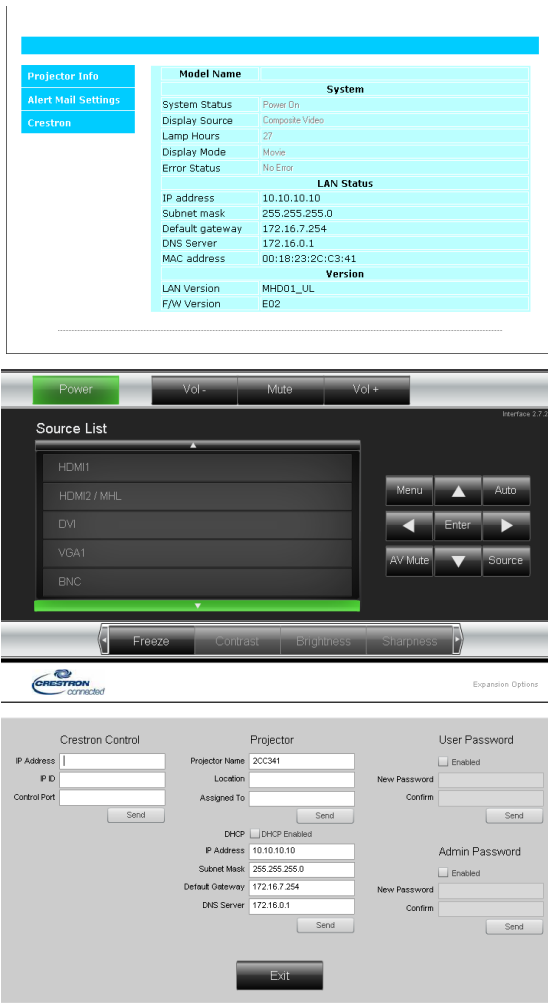 Model Name
Projector Info
System
Alert Mail Settings
System Status Power On
Crestron
Display Source Composite Video
Lamp Hours 27
Display Mode Movie
Error Status No Error
LAN Status
IP address 10.10.10.10
Subnet mask 255.255.255.0
Default gateway 172.16.7.254
DNS Server 172.16.0.1
MAC address 00:18:23:2C:C3:41
Version
LAN Version MHD01_UL
F/W Version E02
Power Vol - Mute Vol +
Interface 2.7.2
Source List
HDMI1
HDMI2 / MHL
DVI
VGA1
BNC
Menu Auto
Enter
AV Mute Source
Freeze Contrast Brightness Sharpness
CRESTRON
connected
Expansion Options
Crestron Control
IP Address
IP ID
Control Port
Send
Projector
Projector Name 2CC341
Location
Assigned To
Send
DHCP DHCP Enabled
IP Address 10.10.10.10
Subnet Mask 255.255.255.0
Default Gateway 172.16.7.254
DNS Server 172.16.0.1
Send
User Password
Enabled
New Password
Confirm
Send
Admin Password
Enabled
New Password
Confirm
Send
Exit